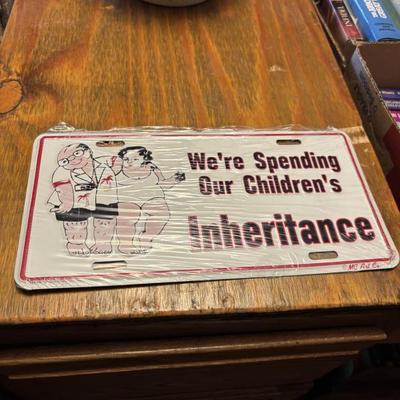 We're Spending
Our Children's
Inheritance